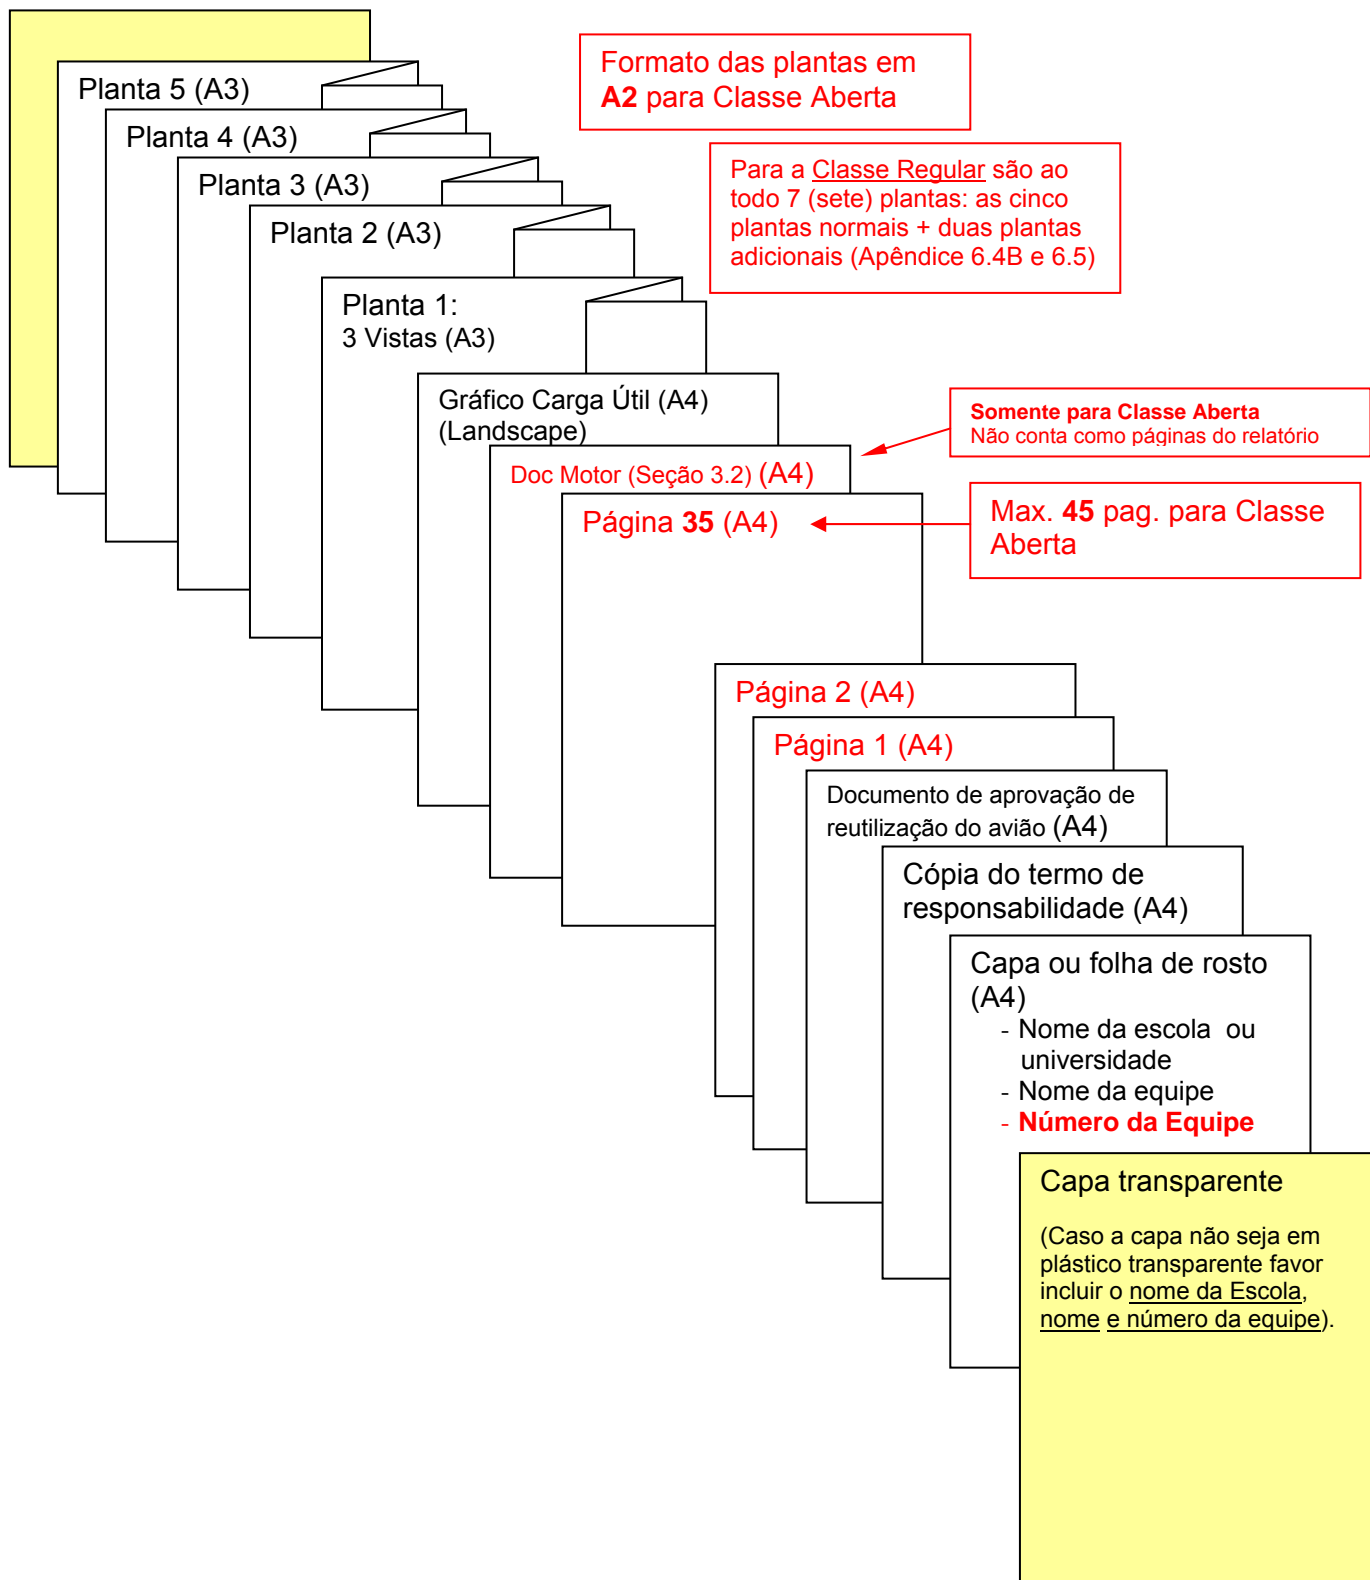 Planta 5 (A3)
Planta 4 (A3)
Planta 3 (A3)
Planta 2 (A3)
Planta 1:
3 Vistas (A3)
Formato das plantas em
A2 para Classe Aberta
Para a Classe Regular são ao
todo 7 (sete) plantas: as cinco
plantas normais + duas plantas
adicionais (Apêndice 6.4B e 6.5)
Gráfico Carga Útil (A4)
(Landscape)
Somente para Classe Aberta
Não conta como páginas do relatório
Doc Motor (Seção 3.2) (A4)
Página 35 (A4)
Max. 45 pag. para Classe
Aberta
Página 2 (A4)
Página 1 (A4)
Documento de aprovação de
reutilização do avião (A4)
Cópia do termo de
responsabilidade (A4)
Capa ou folha de rosto
(A4)
- Nome da escola ou
universidade
- Nome da equipe
- Número da Equipe
Capa transparente
(Caso a capa não seja em
plástico transparente favor
incluir o nome da Escola,
nome e número da equipe).